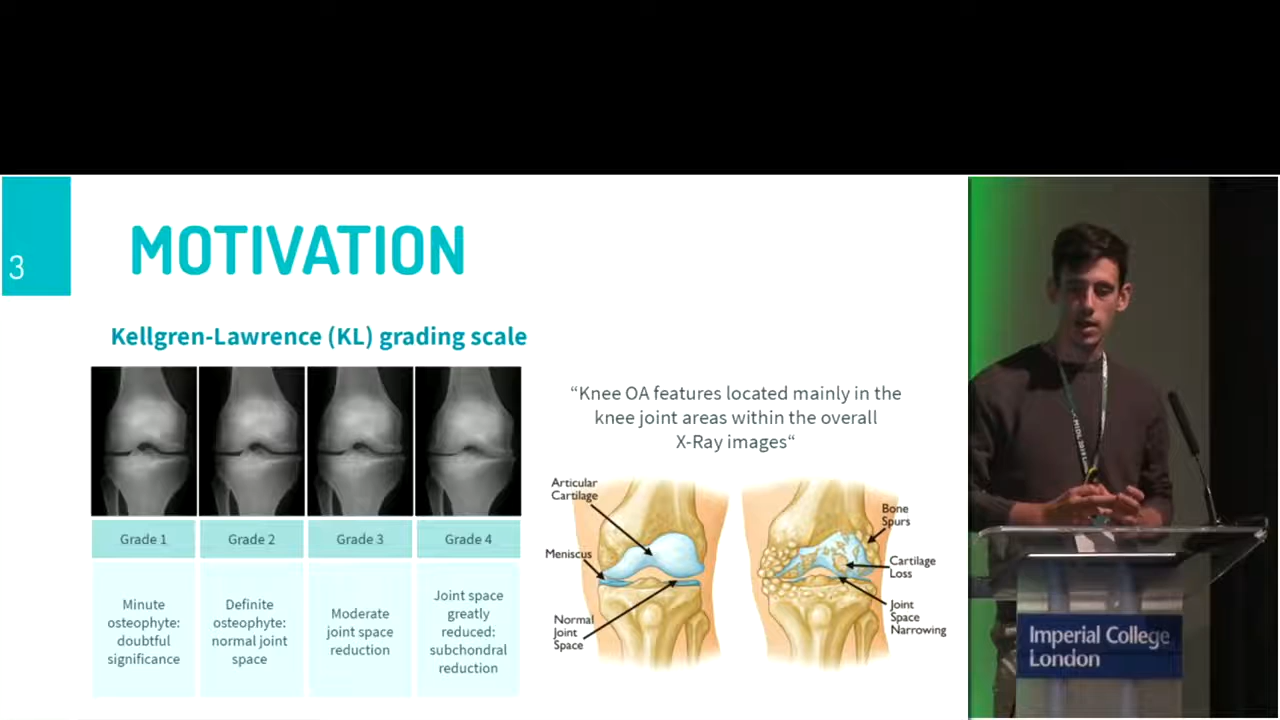 3
MOTIVATION
Kellgren-Lawrence (KL) grading scale
Grade 1
Grade 2
Grade 3
Grade 4
Minute
osteophyte:
doubtful
significance
Definite
osteophyte:
normal joint
space
Moderate
joint space
reduction
Joint space
greatly
reduced:
subchondral
reduction
“Knee OA features located mainly in the
knee joint areas within the overall
X-Ray images“
Articular
Cartilage
Meniscus
Normal
Joint
Space
Bone
Spurs
Cartilage
Loss
Joint
Space
Narrowing
Imperial College
London